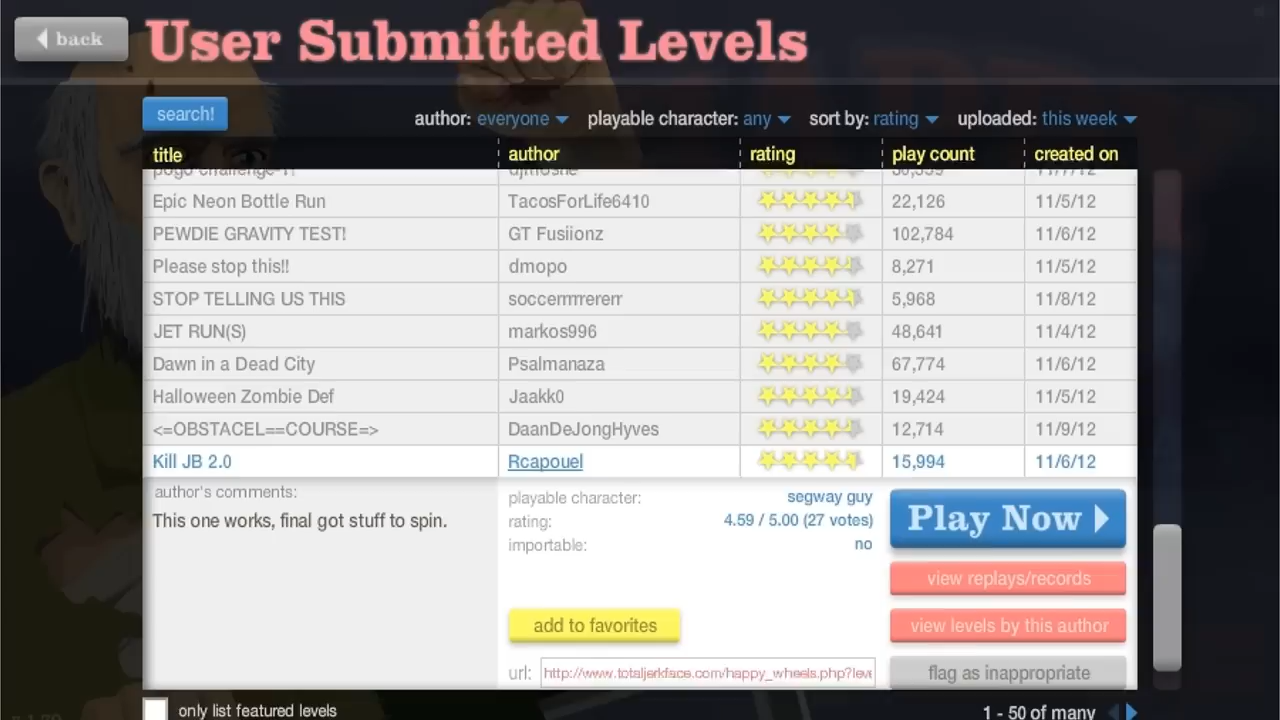 back
User Submitted Levels
search!
author: everyone playable character: any sort by: rating uploaded: this week
title author rating play count created on
Epic Neon Bottle Run TacosForLife6410 22,126 11/5/12
PEWDIE GRAVITY TEST! GT Fusiionz 102,784 11/6/12
Please stop this!! dmopo 8,271 11/5/12
STOP TELLING US THIS soccerrrrererr 5,968 11/8/12
JET RUN(S) markos996 48,641 11/4/12
Dawn in a Dead City Psalmanaza 67,774 11/6/12
Halloween Zombie Def Jaakk0 19,424 11/5/12
<=OBSTACEL==COURSE=> DaanDeJongHyves 12,714 11/9/12
Kill JB 2.0 Rcapouel 15,994 11/6/12
author's comments:
This one works, final got stuff to spin.
playable character: segway guy
rating: 4.59 / 5.00 (27 votes)
importable: no
Play Now
view replays/records
add to favorites
view levels by this author
url: http://www.totaljerkface.com/happy_wheels.php?leve
flag as inappropriate
only list featured levels
1 - 50 of many